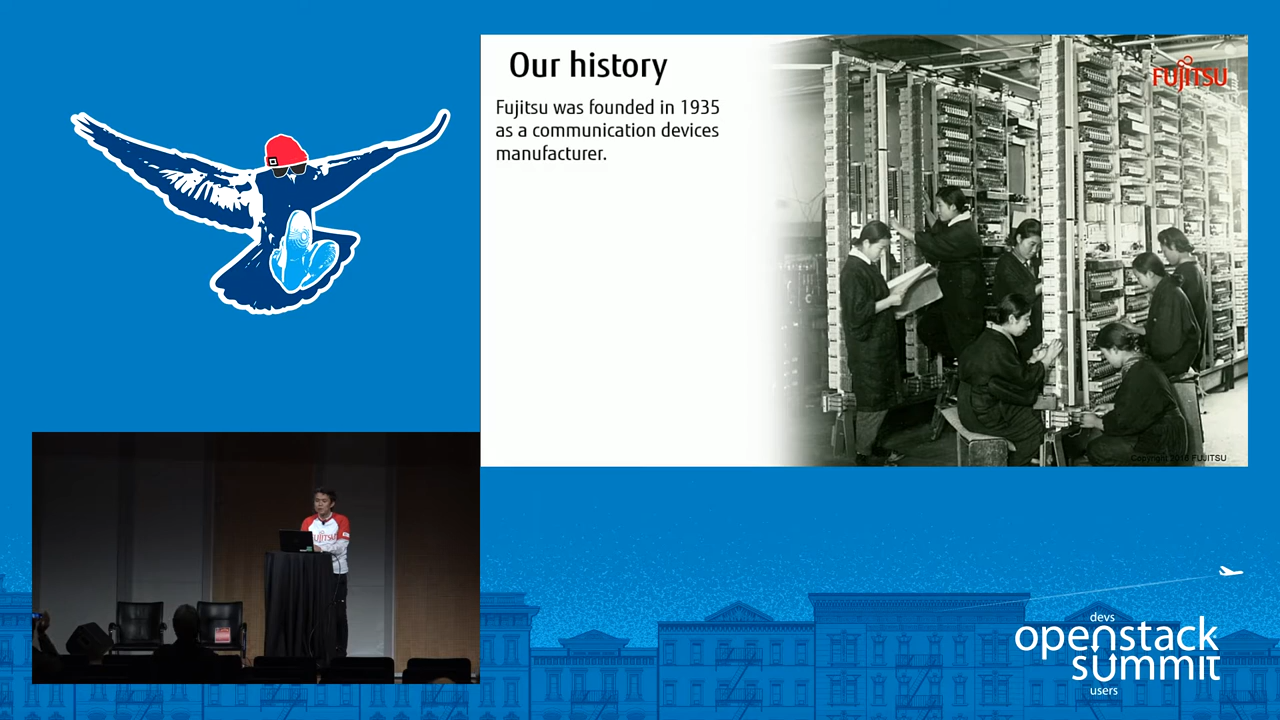 Our history
FUJITSU
Fujitsu was founded in 1935
as a communication devices
manufacturer.
Copyright 2016 FUJITSU
FUJITSU
devs
openstack
summit
users